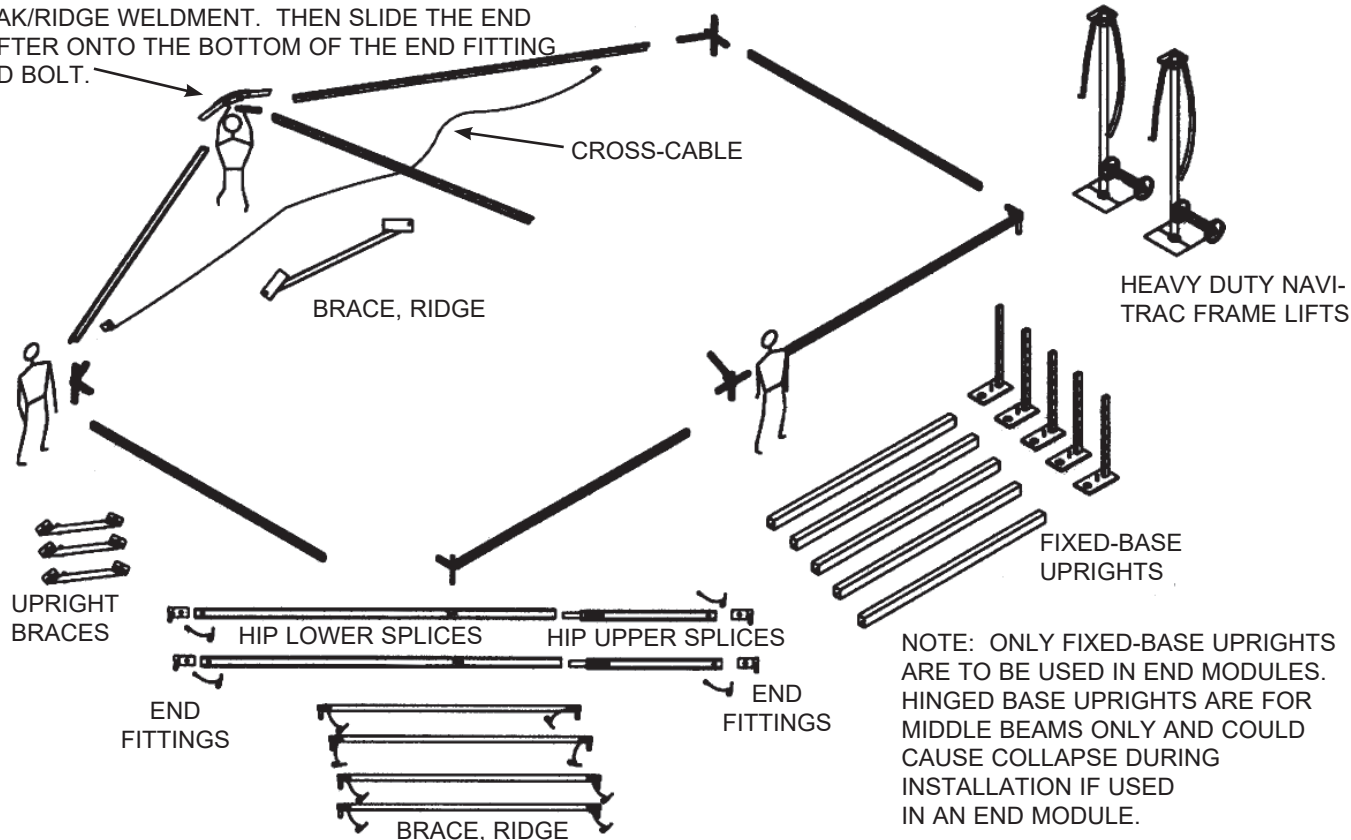 AK/RIDGE WELDMENT. THEN SLIDE THE END
AFTER ONTO THE BOTTOM OF THE END FITTING
D BOLT.
CROSS-CABLE
BRACE, RIDGE
HEAVY DUTY NAVI-
TRAC FRAME LIFTS
FIXED-BASE
UPRIGHTS
UPRIGHT
BRACES
HIP LOWER SPLICES
HIP UPPER SPLICES
END
FITTINGS
END
FITTINGS
BRACE, RIDGE
NOTE: ONLY FIXED-BASE UPRIGHTS
ARE TO BE USED IN END MODULES.
HINGED BASE UPRIGHTS ARE FOR
MIDDLE BEAMS ONLY AND COULD
CAUSE COLLAPSE DURING
INSTALLATION IF USED
IN AN END MODULE.